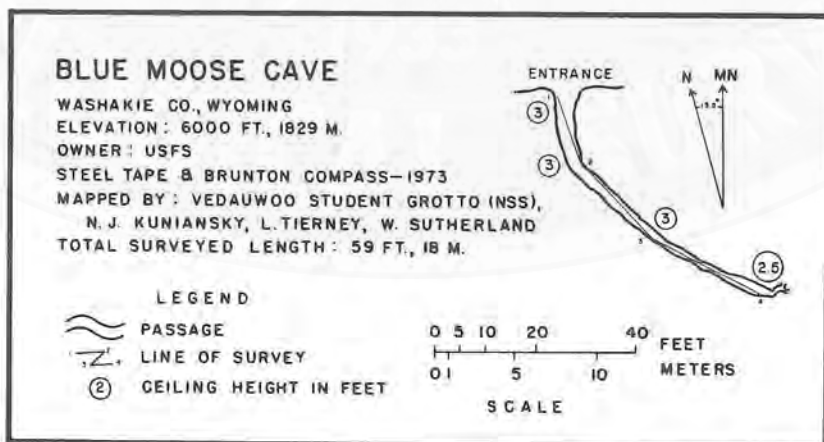 BLUE MOOSE CAVE
WASHAKIE CO., WYOMING
ELEVATION: 6000 FT., 1829 M.
OWNER: USFS
STEEL TAPE & BRUNTON COMPASS—1973
MAPPED BY: VEDAUWOO STUDENT GROTTO (NSS),
N. J. KUNIANSKY, L. TIERNEY, W. SUTHERLAND
TOTAL SURVEYED LENGTH: 59 FT., 18 M.
ENTRANCE
N MN
3
3
3
2.5
LEGEND
PASSAGE
LINE OF SURVEY
2 CEILING HEIGHT IN FEET
0 5 10 20 40 FEET
0 1 5 10 METERS
SCALE